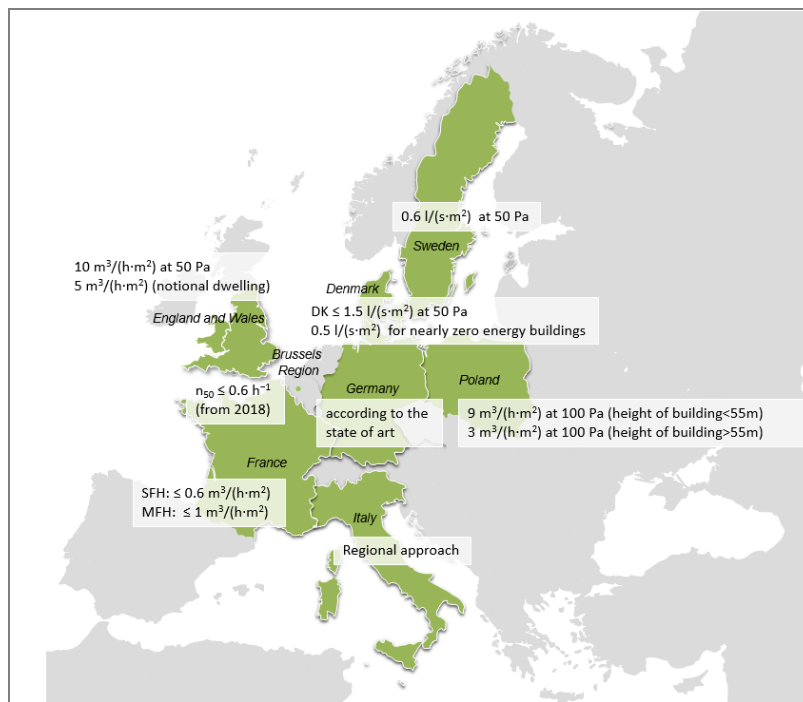 0.6 l/(s·m²) at 50 Pa
Sweden
10 m³/(h·m²) at 50 Pa
5 m³/(h·m²) (notional dwelling)
England and Wales
Denmark
DK ≤ 1.5 l/(s·m²) at 50 Pa
0.5 l/(s·m²) for nearly zero energy buildings
Brussels
Region
n₅₀ ≤ 0.6 h⁻¹
(from 2018)
Germany
according to the
state of art
Poland
9 m³/(h·m²) at 100 Pa (height of building<55m)
3 m³/(h·m²) at 100 Pa (height of building>55m)
France
SFH: ≤ 0.6 m³/(h·m²)
MFH: ≤ 1 m³/(h·m²)
Italy
Regional approach